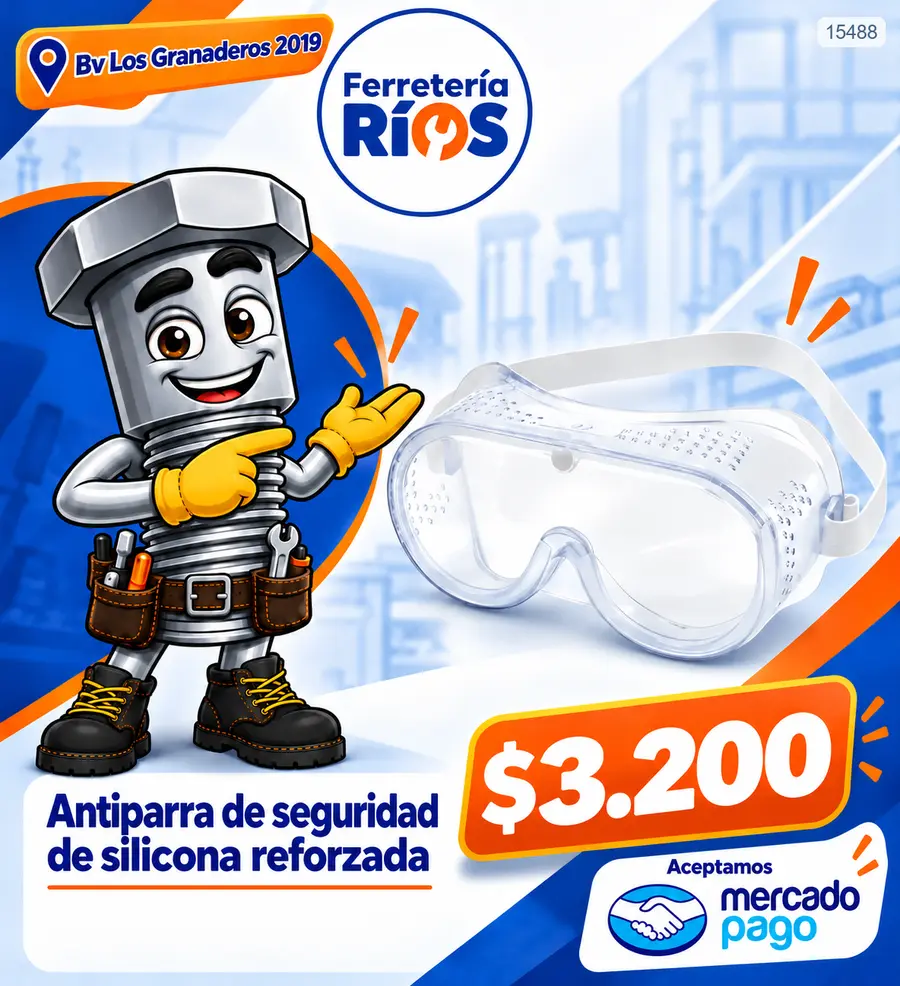 Bv Los Granaderos 2019
Ferretería
RÍOS
15488
$3.200
Antiparra de seguridad
de silicona reforzada
Aceptamos
mercado
pago